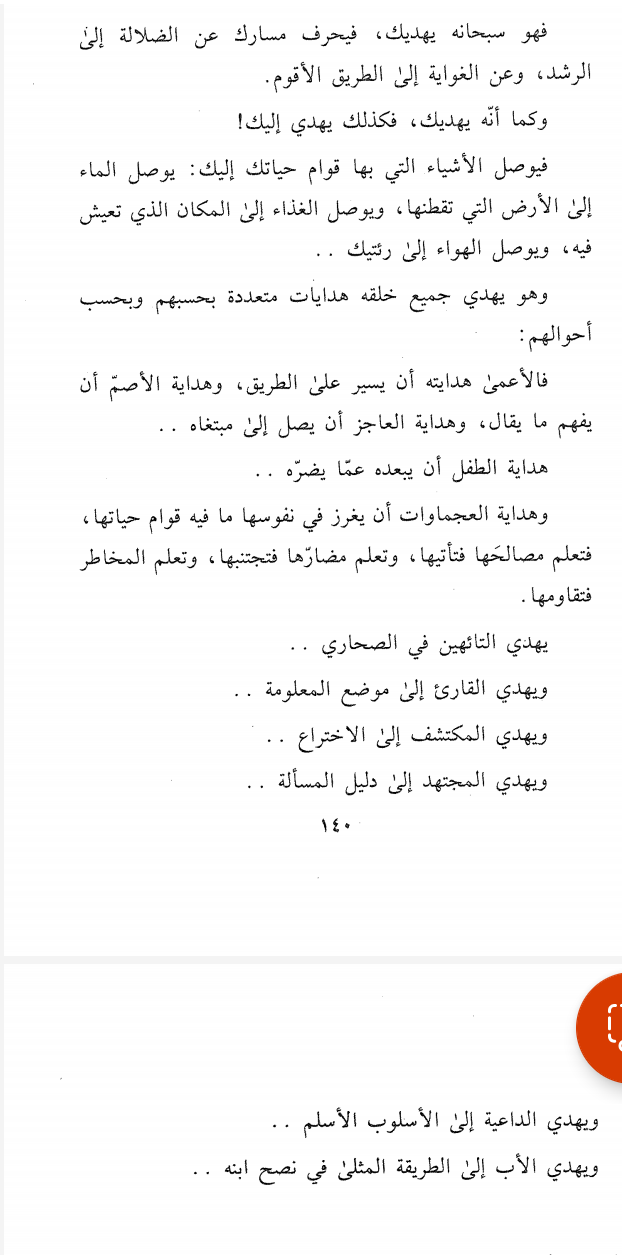 فهو سبحانه يهديك، فيحرف مسارك عن الضلالة إلىٰ
الرشد، وعن الغواية إلىٰ الطريق الأقوم.
وكما أنّه يهديك، فكذلك يهدي إليك!
فيوصل الأشياء التي بها قوام حياتك إليك: يوصل الماء
إلىٰ الأرض التي تقطنها، ويوصل الغذاء إلىٰ المكان الذي تعيش
فيه، ويوصل الهواء إلىٰ رئتيك ..
وهو يهدي جميع خلقه هدايات متعددة بحسبهم وبحسب
أحوالهم:
فالأعمىٰ هدايته أن يسير علىٰ الطريق، وهداية الأصمّ أن
يفهم ما يقال، وهداية العاجز أن يصل إلىٰ مبتغاه ..
هداية الطفل أن يبعده عمّا يضرّه ..
وهداية العجماوات أن يغرز في نفوسها ما فيه قوام حياتها،
فتعلم مصالحَها فتأتيها، وتعلم مضارّها فتجتنبها، وتعلم المخاطر
فتقاومها.
يهدي التائهين في الصحاري ..
ويهدي القارئ إلىٰ موضع المعلومة ..
ويهدي المكتشف إلىٰ الاختراع ..
ويهدي المجتهد إلىٰ دليل المسألة ..
١٤٠
ويهدي الداعية إلىٰ الأسلوب الأسلم ..
ويهدي الأب إلىٰ الطريقة المثلىٰ في نصح ابنه ..